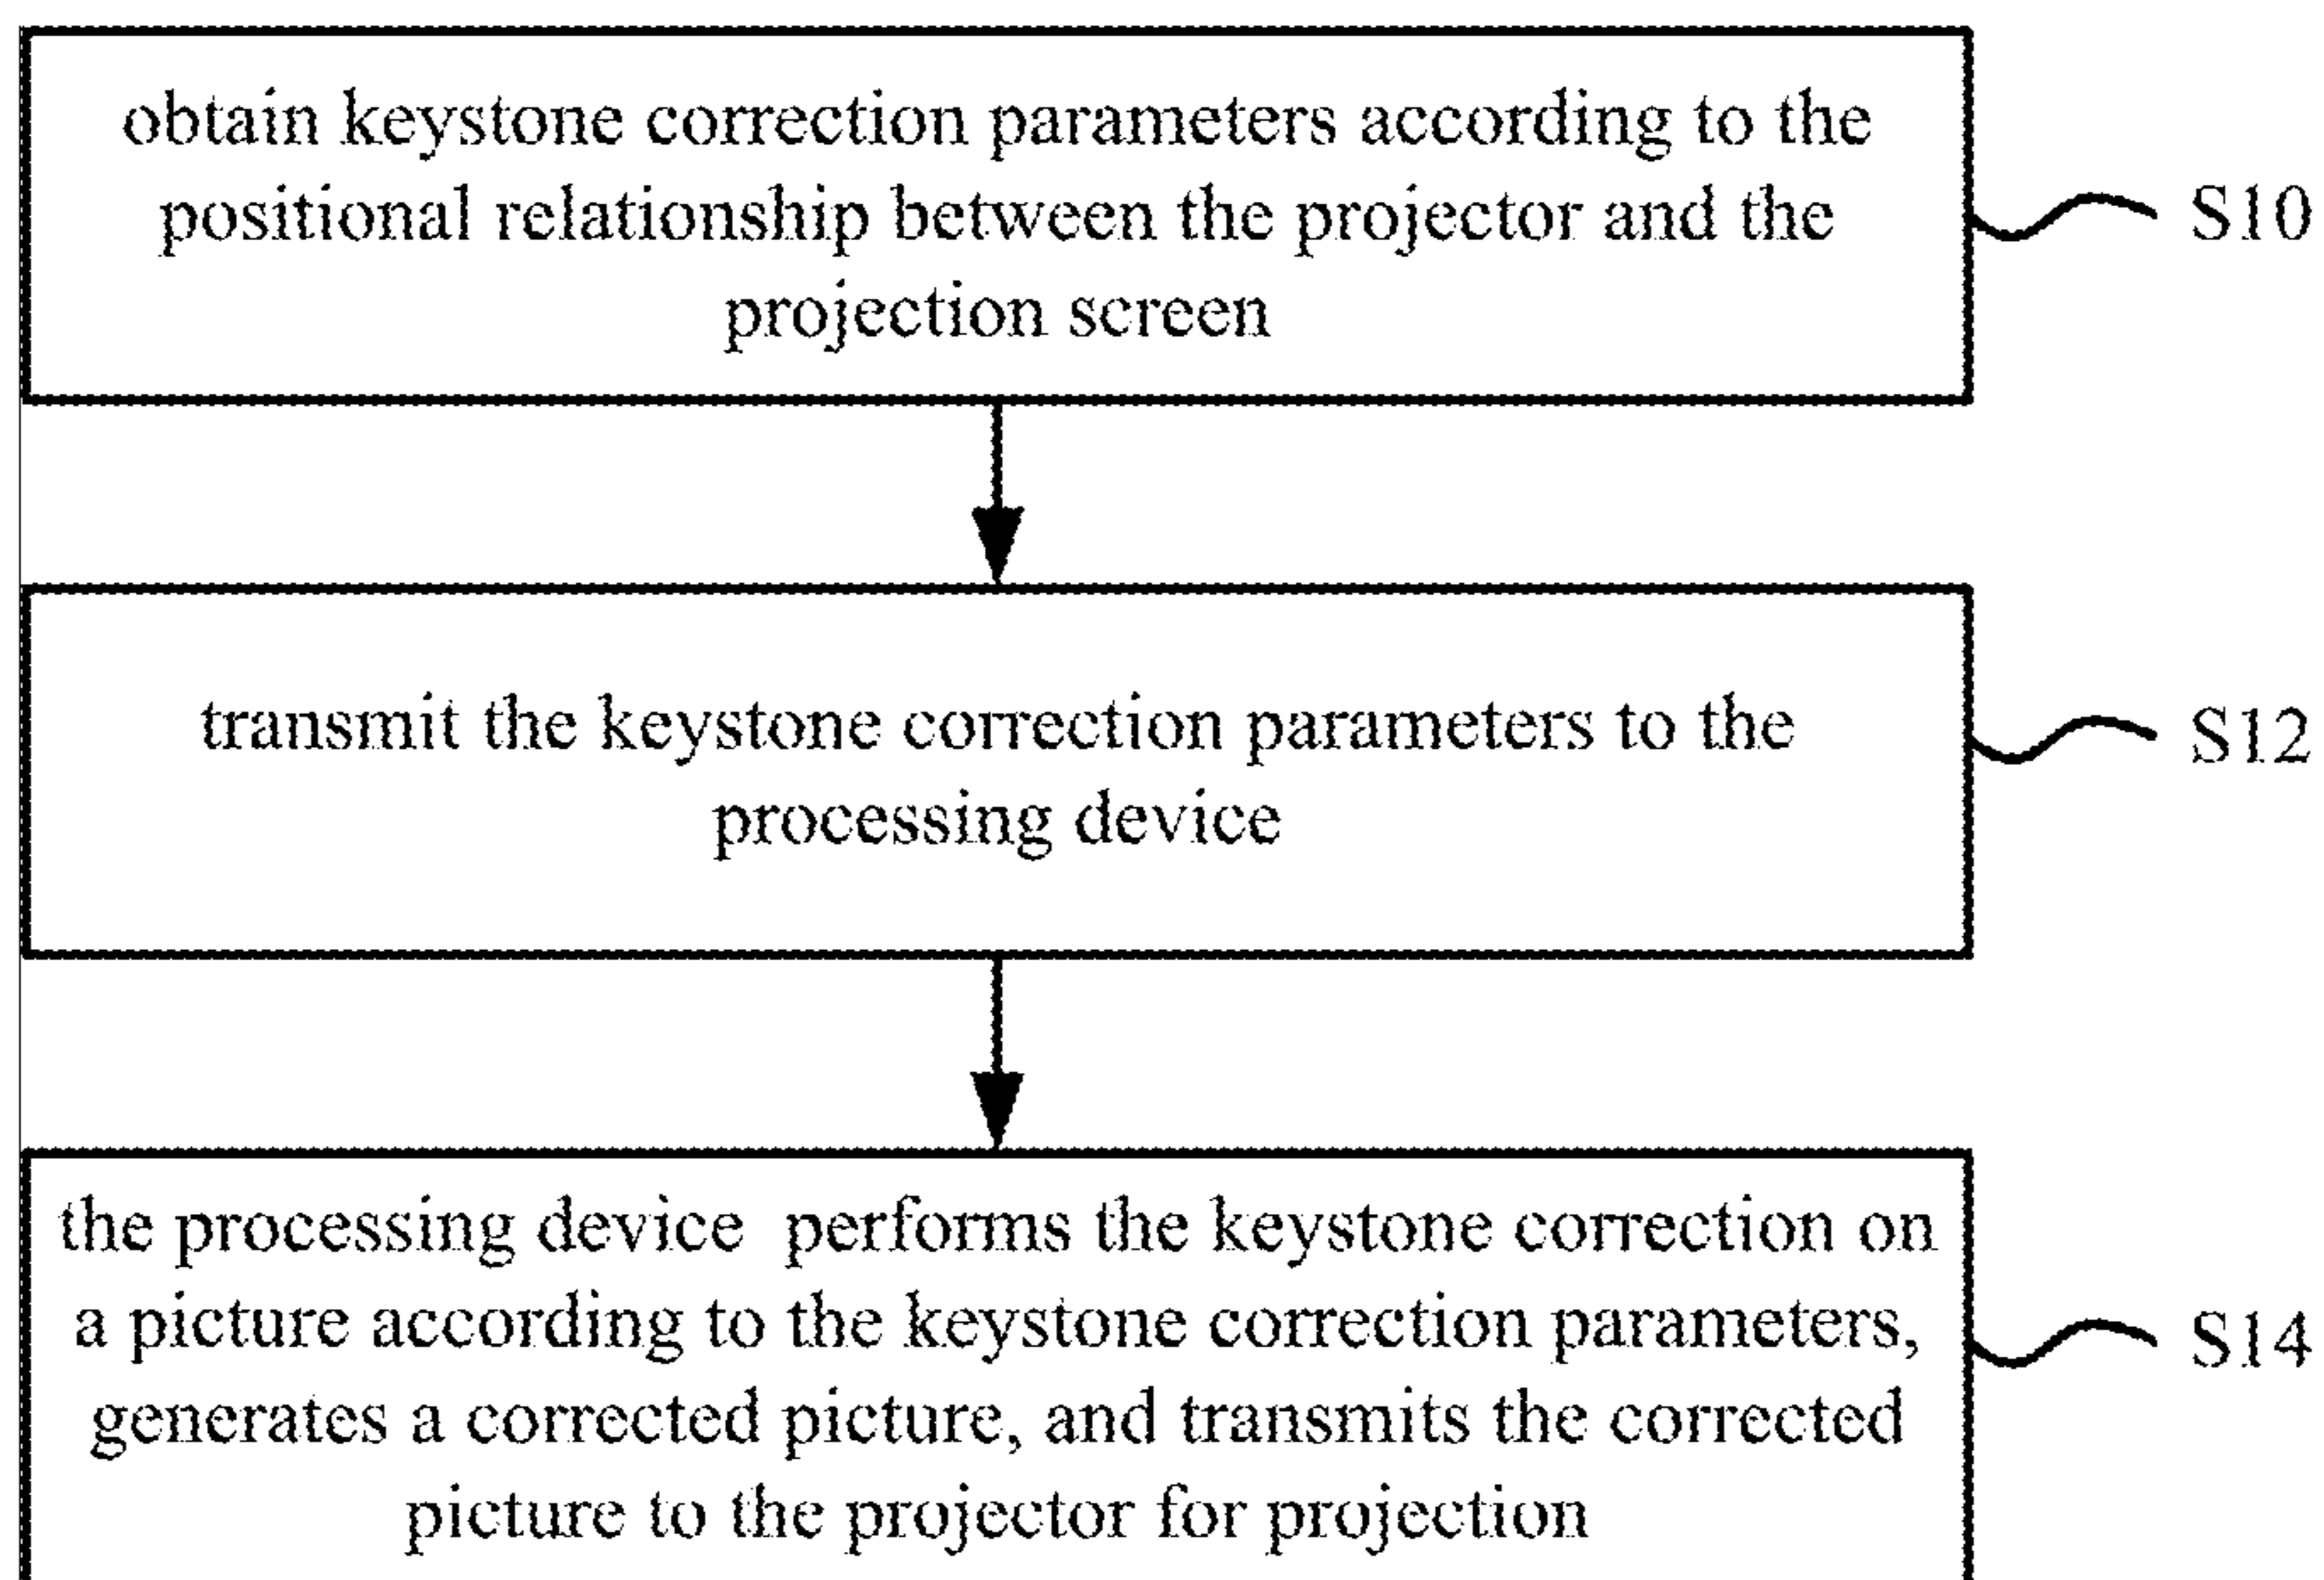 obtain keystone correction parameters according to the
positional relationship between the projector and the
projection screen
S10
transmit the keystone correction parameters to the
processing device
S12
the processing device performs the keystone correction on
a picture according to the keystone correction parameters,
generates a corrected picture, and transmits the corrected
picture to the projector for projection
S14